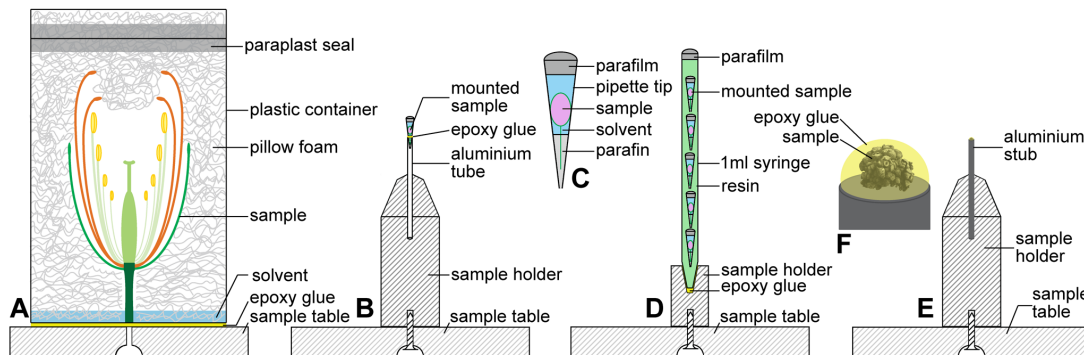 paraplast seal
plastic container
pillow foam
sample
solvent
epoxy glue
sample table
A
mounted
sample
epoxy glue
aluminium
tube
sample holder
sample table
B
parafilm
pipette tip
sample
solvent
parafin
C
parafilm
mounted sample
1ml syringe
resin
sample holder
epoxy glue
sample table
D
epoxy glue
sample
F
aluminium
stub
sample
holder
sample
table
E